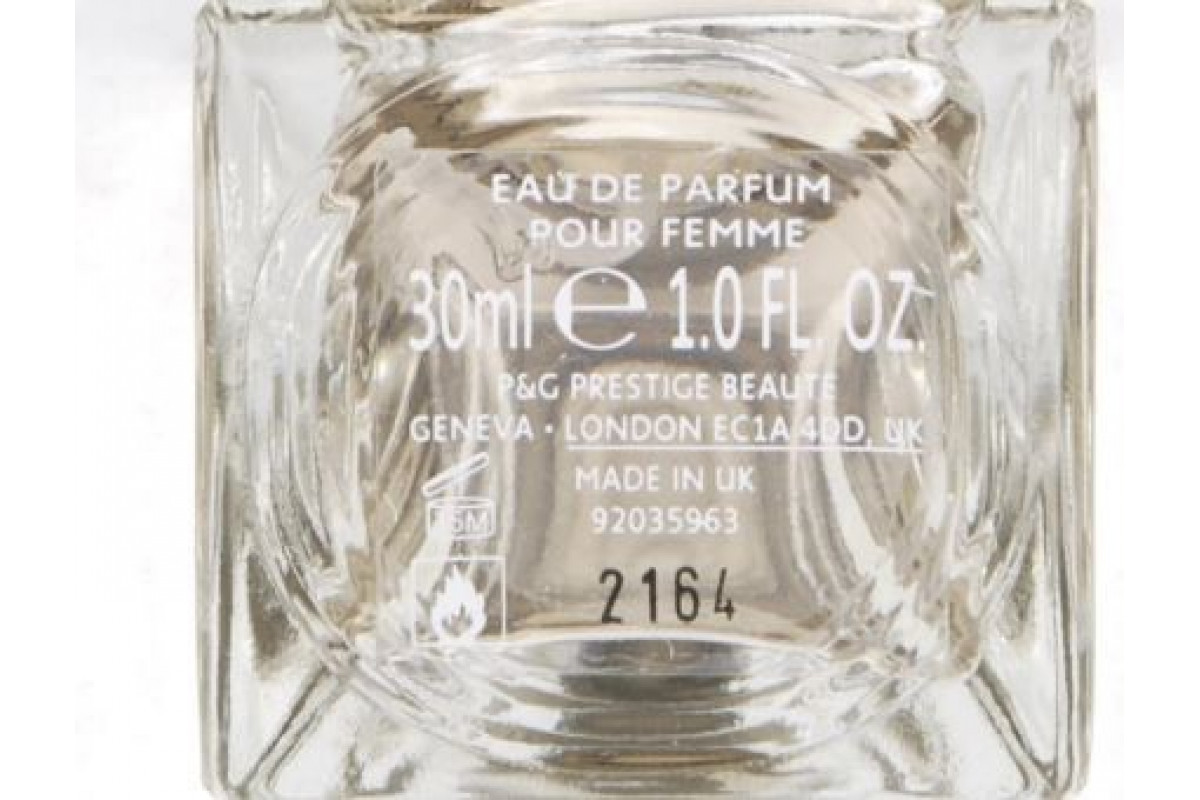 EAU DE PARFUM
POUR FEMME
30ml e 1.0 FL. OZ.
P&G PRESTIGE BEAUTE
GENEVA · LONDON EC1A 4DD, UK
MADE IN UK
92035963
2164